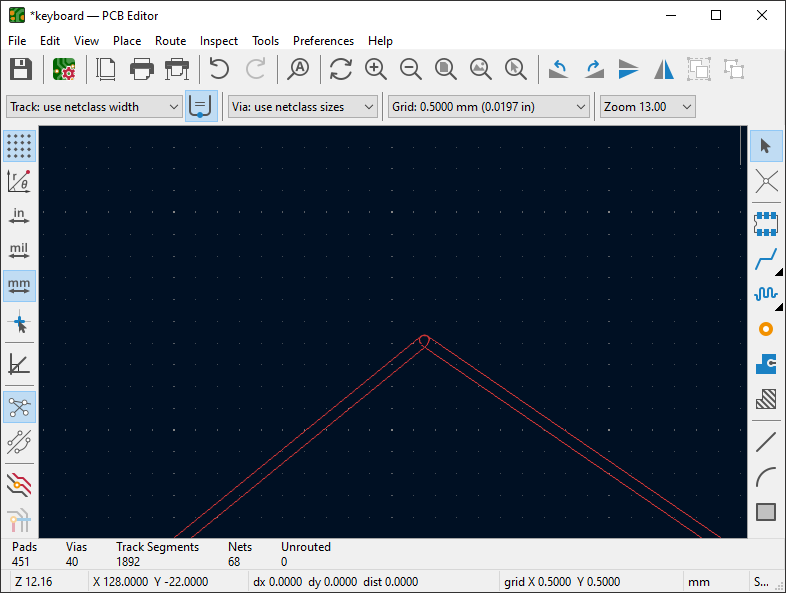 *keyboard — PCB Editor
File Edit View Place Route Inspect Tools Preferences Help
Track: use netclass width Via: use netclass sizes Grid: 0.5000 mm (0.0197 in) Zoom 13.00
r
θ
in
mil
mm
Pads Vias Track Segments Nets Unrouted
451 40 1892 68 0
Z 12.16 X 128.0000 Y -22.0000 dx 0.0000 dy 0.0000 dist 0.0000 grid X 0.5000 Y 0.5000 mm S...